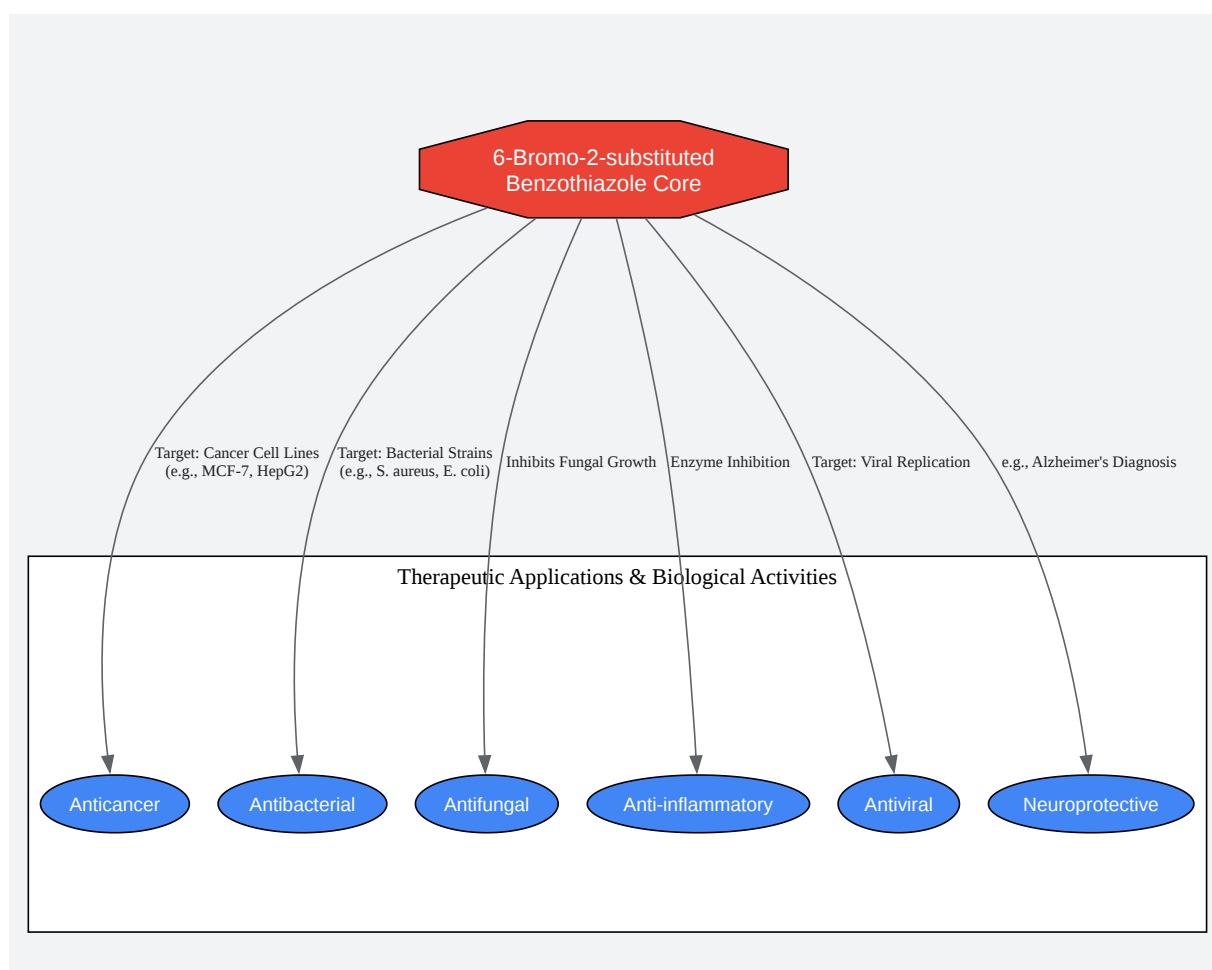 6-Bromo-2-substituted
Benzothiazole Core
Target: Cancer Cell Lines
(e.g., MCF-7, HepG2)
Target: Bacterial Strains
(e.g., S. aureus, E. coli)
Inhibits Fungal Growth
Enzyme Inhibition
Target: Viral Replication
e.g., Alzheimer's Diagnosis
Therapeutic Applications & Biological Activities
Anticancer
Antibacterial
Antifungal
Anti-inflammatory
Antiviral
Neuroprotective